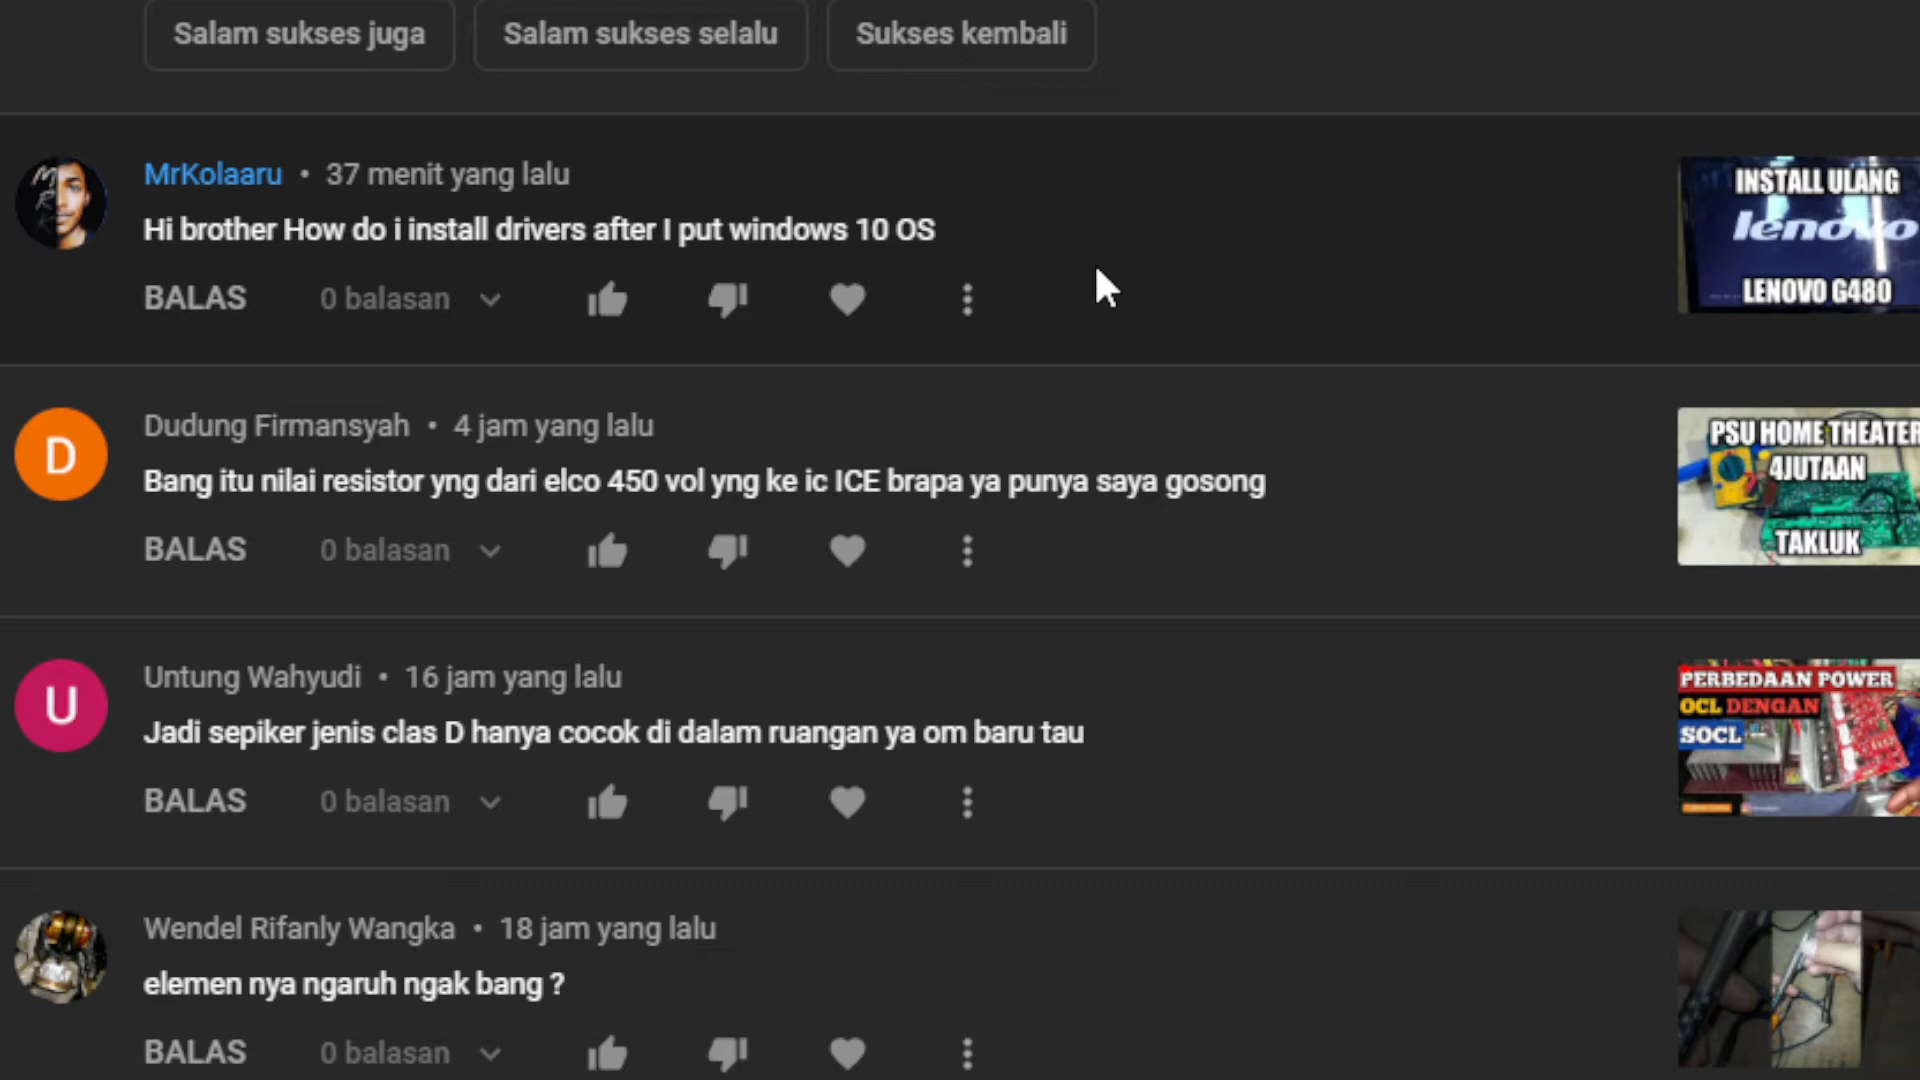 Salam sukses juga
Salam sukses selalu
Sukses kembali
MrKolaaru • 37 menit yang lalu
Hi brother How do i install drivers after I put windows 10 OS
BALAS
0 balasan
INSTALL ULANG
lenovo
LENOVO G480
D
Dudung Firmansyah • 4 jam yang lalu
Bang itu nilai resistor yng dari elco 450 vol yng ke ic ICE brapa ya punya saya gosong
BALAS
0 balasan
PSU HOME THEATER
4JUTAAN
TAKLUK
U
Untung Wahyudi • 16 jam yang lalu
Jadi sepiker jenis clas D hanya cocok di dalam ruangan ya om baru tau
BALAS
0 balasan
PERBEDAAN POWER
OCL DENGAN
SOCL
Wendel Rifanly Wangka • 18 jam yang lalu
elemen nya ngaruh ngak bang ?
BALAS
0 balasan